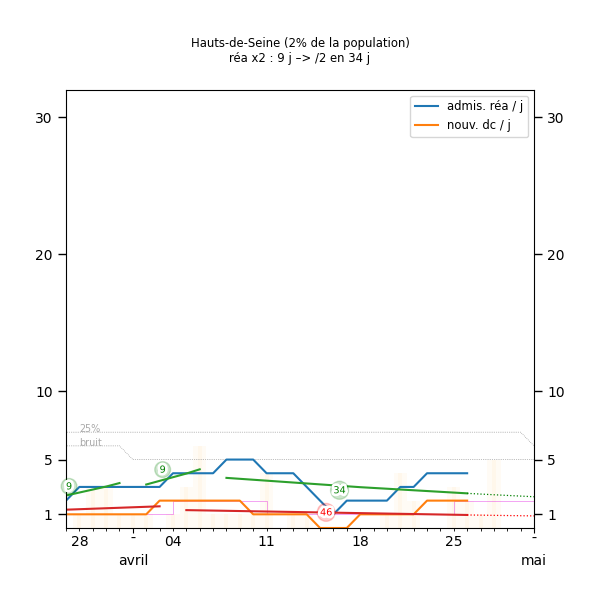 Hauts-de-Seine (2% de la population)
réa x2 : 9 j –> /2 en 34 j
admis. réa / j
nouv. dc / j
30 30
20 20
10 10
25%
bruit
5 5
9 9
34
46
1 1
28 - 04 11 18 25 -
avril mai